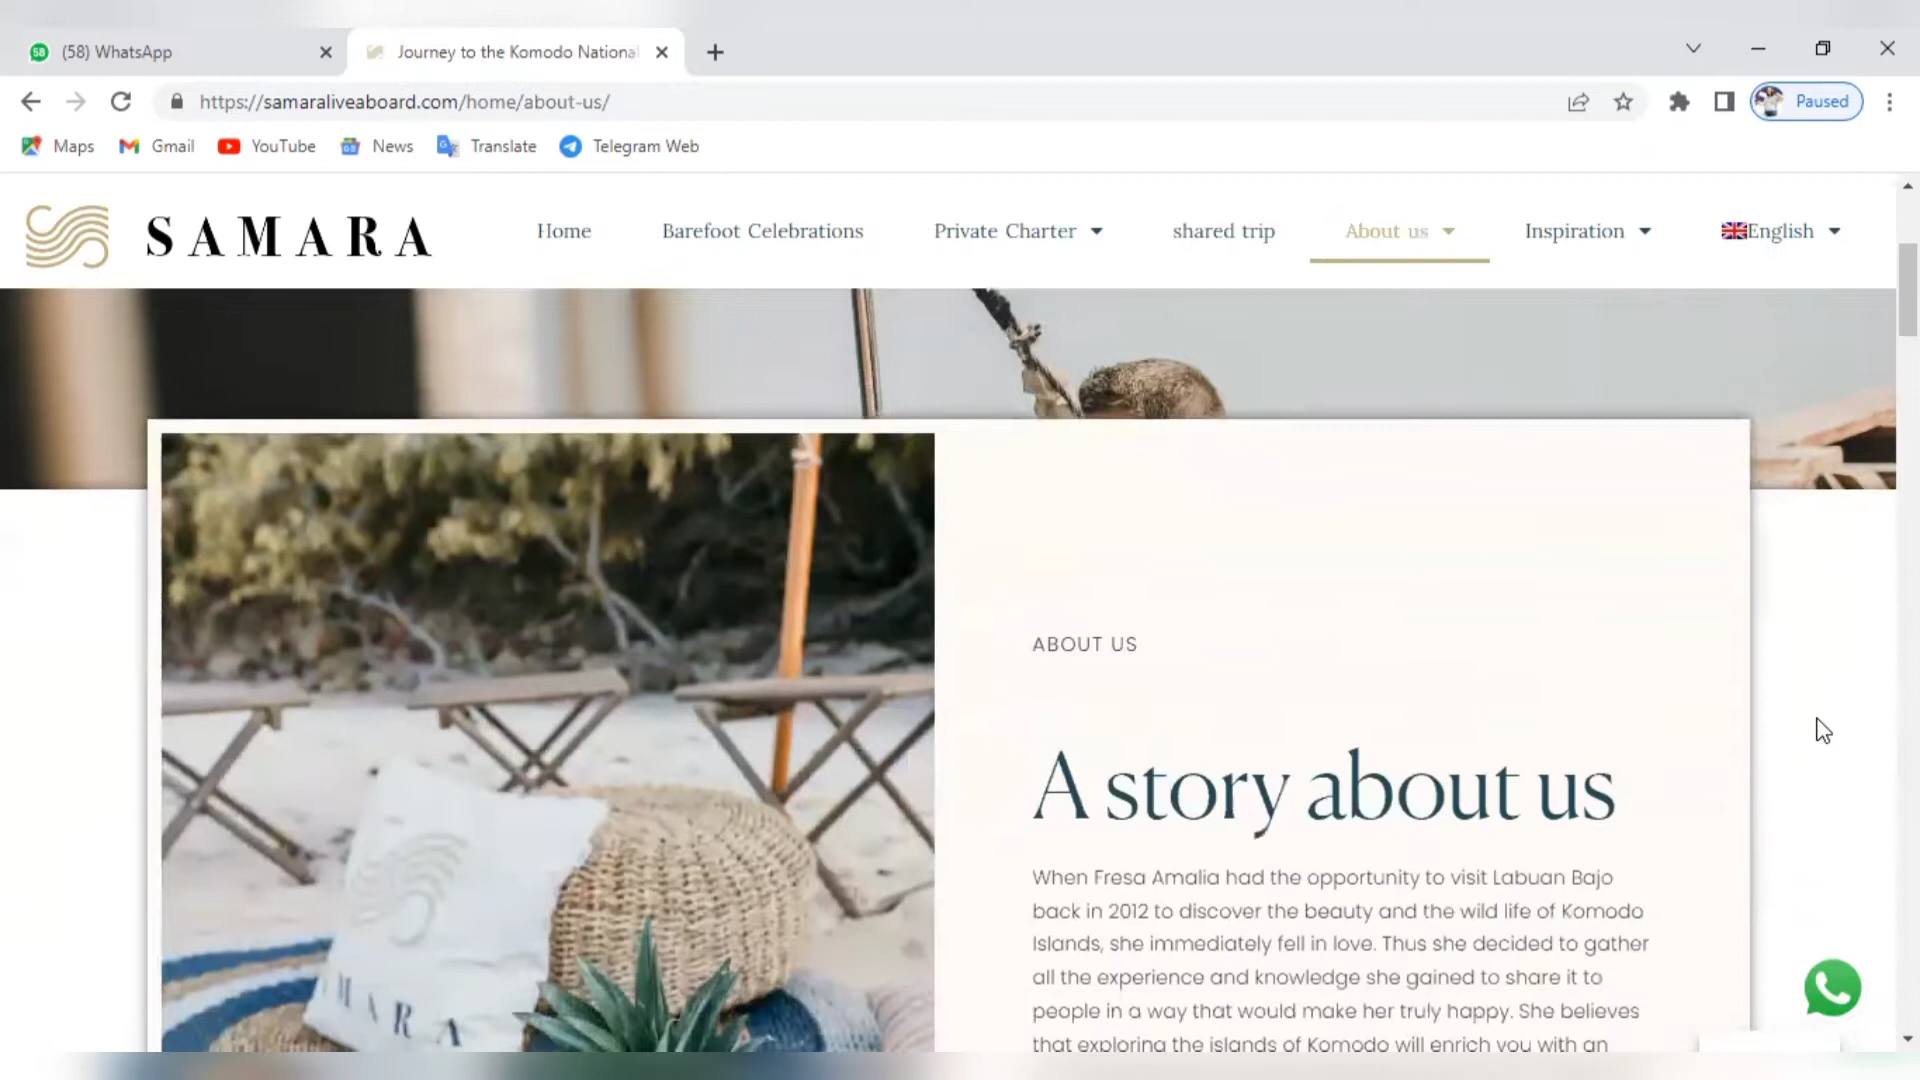 58
(58) WhatsApp
Journey to the Komodo National
https://samaraliveaboard.com/home/about-us/
Paused
Maps
Gmail
YouTube
News
Translate
Telegram Web
SAMARA
Home
Barefoot Celebrations
Private Charter
shared trip
About us
Inspiration
English
ABOUT US
A story about us
When Fresa Amalia had the opportunity to visit Labuan Bajo
back in 2012 to discover the beauty and the wild life of Komodo
Islands, she immediately fell in love. Thus she decided to gather
all the experience and knowledge she gained to share it to
people in a way that would make her truly happy. She believes
that exploring the islands of Komodo will enrich you with an